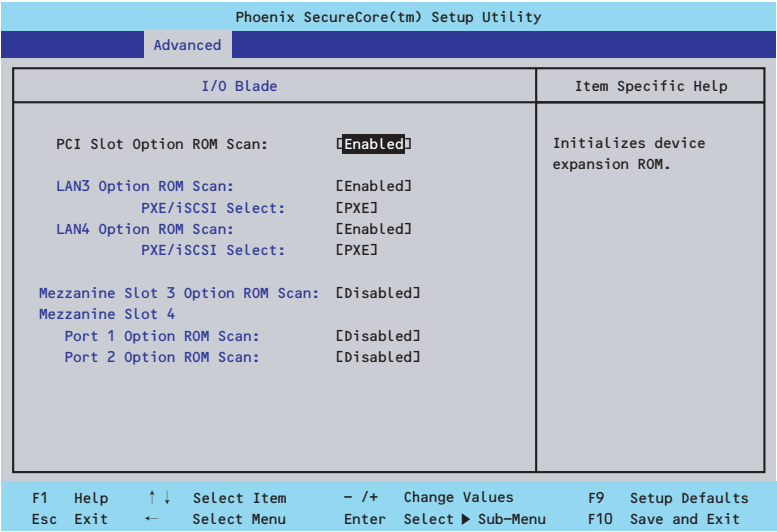 Phoenix SecureCore(tm) Setup Utility
Advanced
I/O Blade
Item Specific Help
PCI Slot Option ROM Scan: [Enabled]
Initializes device
expansion ROM.
LAN3 Option ROM Scan: [Enabled]
PXE/iSCSI Select: [PXE]
LAN4 Option ROM Scan: [Enabled]
PXE/iSCSI Select: [PXE]
Mezzanine Slot 3 Option ROM Scan: [Disabled]
Mezzanine Slot 4
Port 1 Option ROM Scan: [Disabled]
Port 2 Option ROM Scan: [Disabled]
F1 Help ↑↓ Select Item - /+ Change Values F9 Setup Defaults
Esc Exit ← Select Menu Enter Select ▶ Sub-Menu F10 Save and Exit